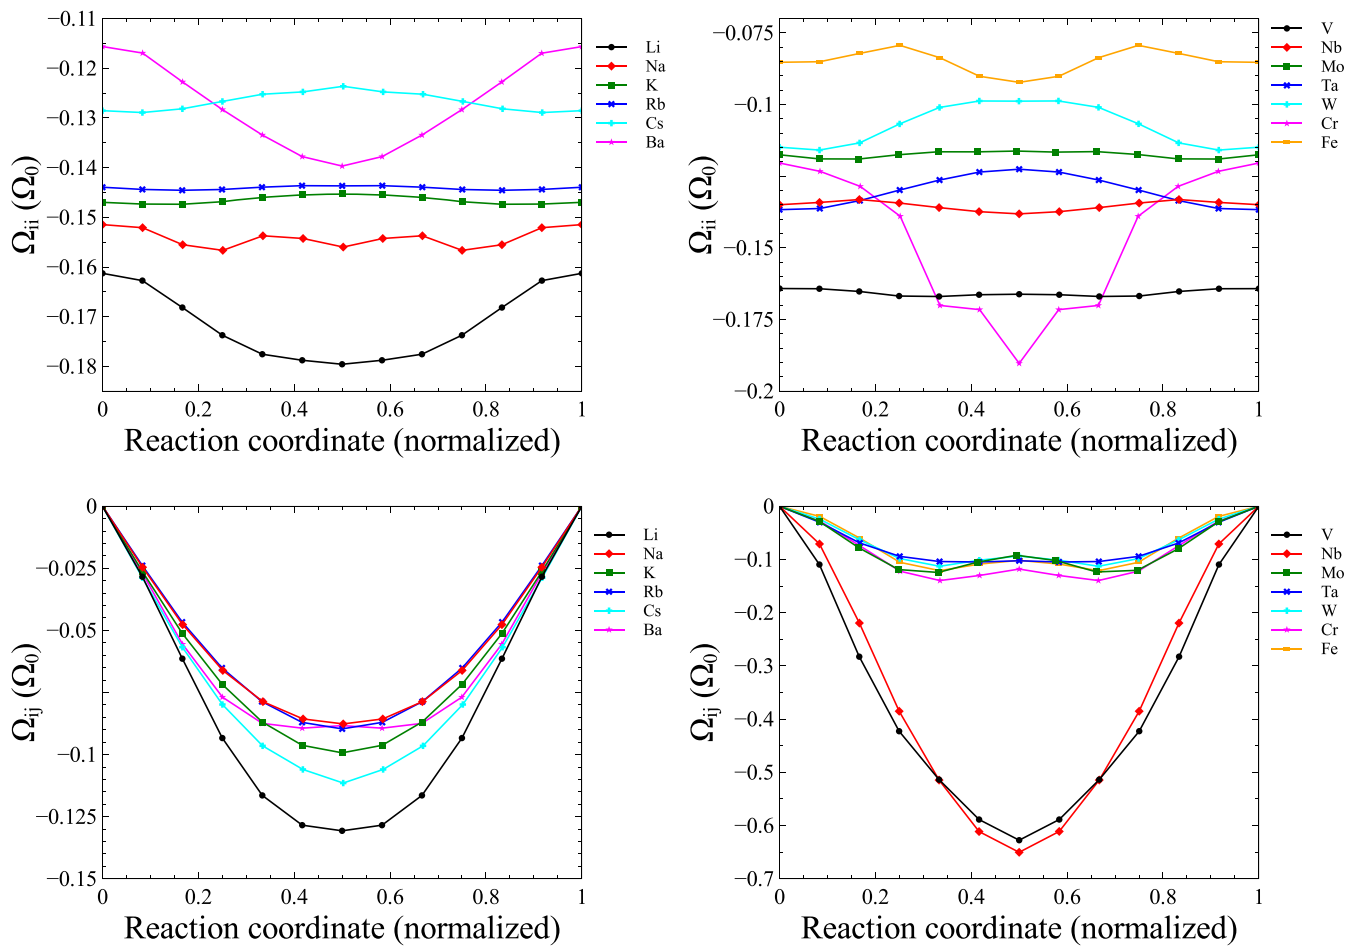 −0.11
−0.12
−0.13
−0.14
−0.15
−0.16
−0.17
−0.18
Ωii (Ω0)
0 0.2 0.4 0.6 0.8 1
Reaction coordinate (normalized)
Li
Na
K
Rb
Cs
Ba
−0.075
−0.1
−0.15
−0.175
−0.2
Ωii (Ω0)
0 0.2 0.4 0.6 0.8 1
Reaction coordinate (normalized)
V
Nb
Mo
Ta
W
Cr
Fe
0
−0.025
−0.05
−0.1
−0.125
−0.15
Ωij (Ω0)
0 0.2 0.4 0.6 0.8 1
Reaction coordinate (normalized)
Li
Na
K
Rb
Cs
Ba
0
−0.1
−0.2
−0.3
−0.4
−0.5
−0.6
−0.7
Ωij (Ω0)
0 0.2 0.4 0.6 0.8 1
Reaction coordinate (normalized)
V
Nb
Mo
Ta
W
Cr
Fe